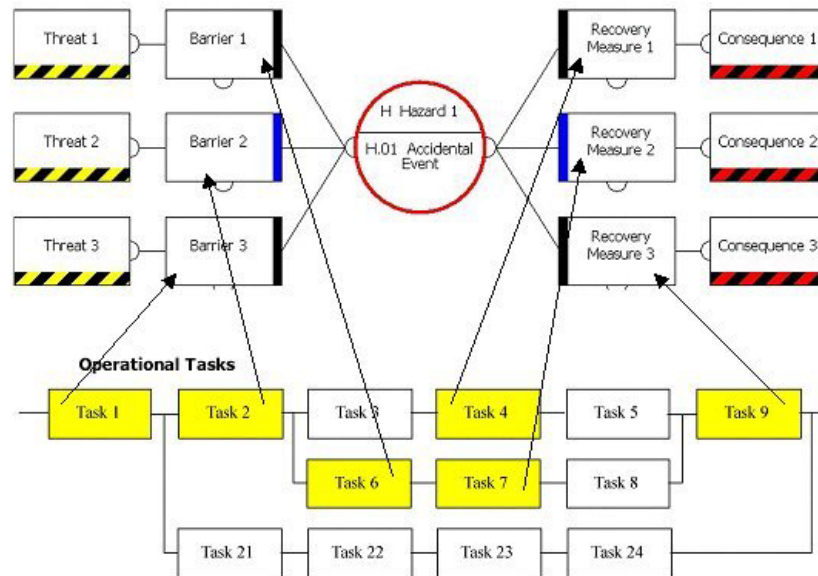 Threat 1
Barrier 1
Recovery
Measure 1
Consequence 1
H Hazard 1
H.01 Accidental
Event
Threat 2
Barrier 2
Recovery
Measure 2
Consequence 2
Threat 3
Barrier 3
Recovery
Measure 3
Consequence 3
Operational Tasks
Task 1
Task 2
Task 3
Task 4
Task 5
Task 9
Task 6
Task 7
Task 8
Task 21
Task 22
Task 23
Task 24